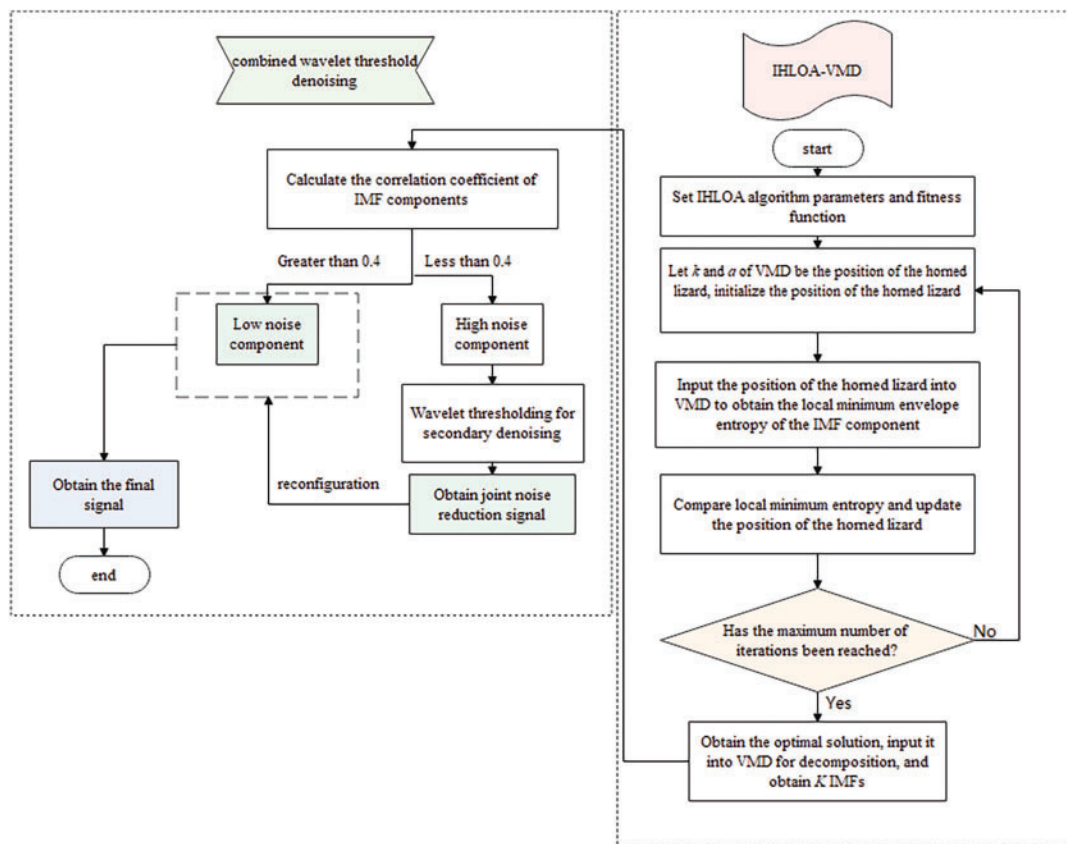 combined wavelet threshold
denoising
Calculate the correlation coefficient of
IMF components
Greater than 0.4
Less than 0.4
Low noise
component
High noise
component
Wavelet thresholding for
secondary denoising
reconfiguration
Obtain joint noise
reduction signal
Obtain the final
signal
end
IHLOA-VMD
start
Set IHLOA algorithm parameters and fitness
function
Let k and a of VMD be the position of the horned
lizard, initialize the position of the horned lizard
Input the position of the horned lizard into
VMD to obtain the local minimum envelope
entropy of the IMF component
Compare local minimum entropy and update
the position of the horned lizard
Has the maximum number of
iterations been reached?
No
Yes
Obtain the optimal solution, input it
into VMD for decomposition, and
obtain K IMFs